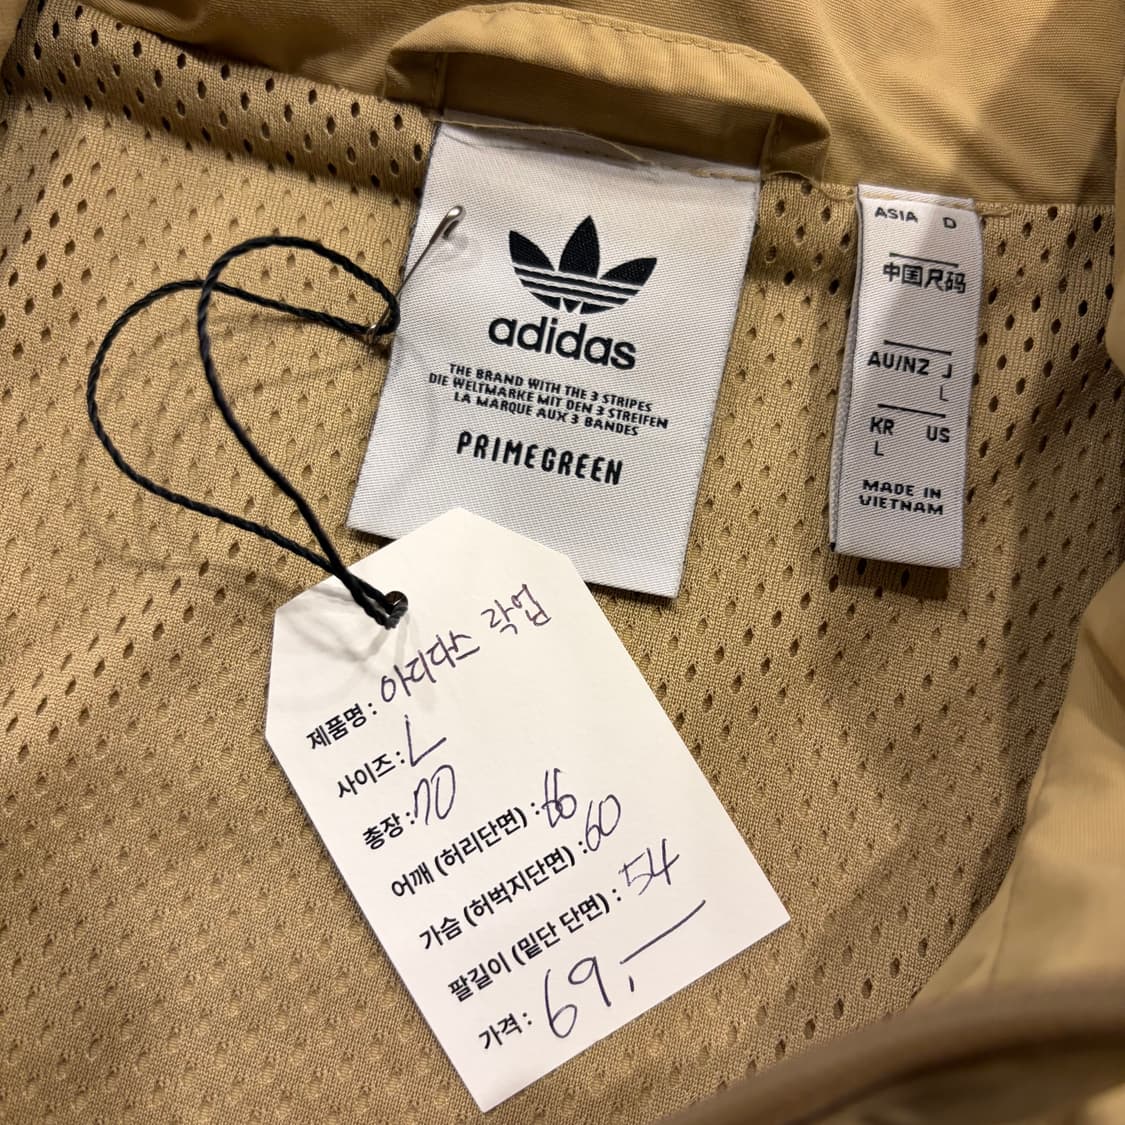 adidas
THE BRAND WITH THE 3 STRIPES
DIE WELTMARKE MIT DEN 3 STREIFEN
LA MARQUE AUX 3 BANDES
PRIMEGREEN
ASIA D
中国尺码
AU/NZ J
L
KR US
L
MADE IN
VIETNAM
제품명 : 아디다스 락업
사이즈 : L
총장 : 70
어깨 (허리단면) : 66
가슴 (허벅지단면) : 60
팔길이 (밑단 단면) : 54
가격 : 69,—